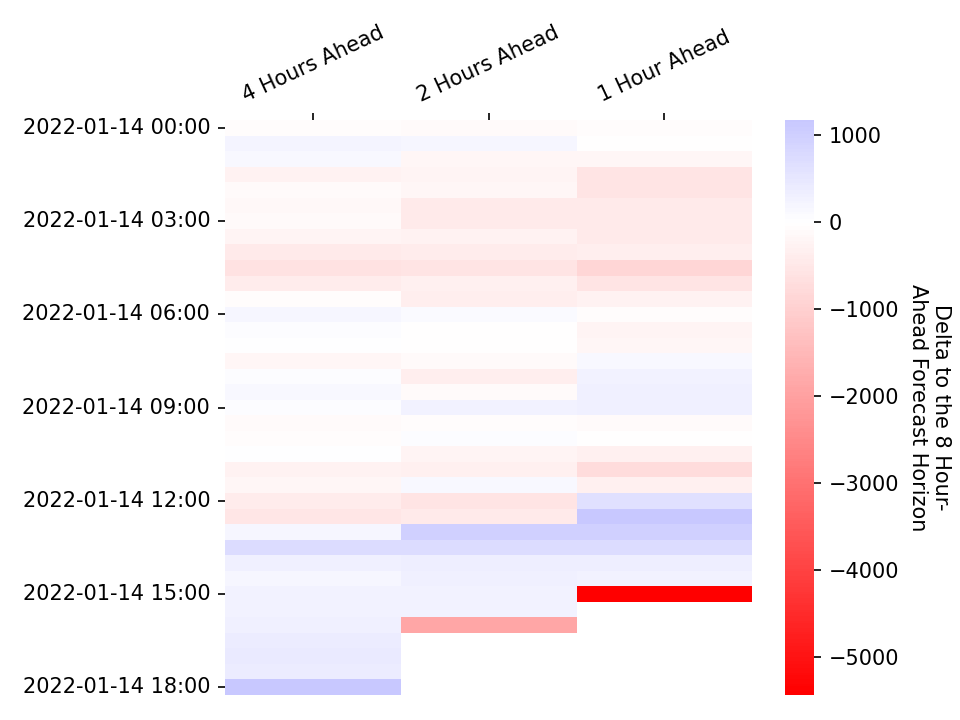 4 Hours Ahead
2 Hours Ahead
1 Hour Ahead
2022-01-14 00:00
2022-01-14 03:00
2022-01-14 06:00
2022-01-14 09:00
2022-01-14 12:00
2022-01-14 15:00
2022-01-14 18:00
1000
0
−1000
−2000
−3000
−4000
−5000
Delta to the 8 Hour-
Ahead Forecast Horizon